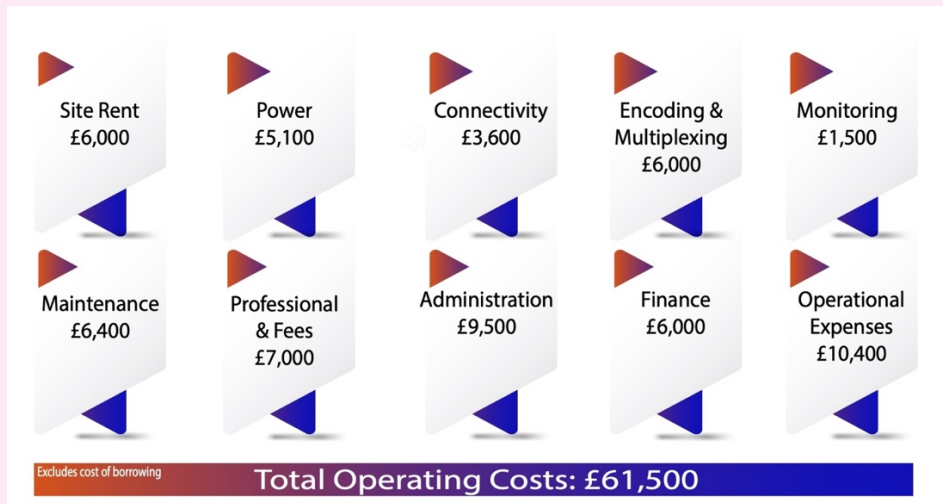 Site Rent
£6,000
Power
£5,100
Connectivity
£3,600
Encoding &
Multiplexing
£6,000
Monitoring
£1,500
Maintenance
£6,400
Professional
& Fees
£7,000
Administration
£9,500
Finance
£6,000
Operational
Expenses
£10,400
Excludes cost of borrowing
Total Operating Costs: £61,500